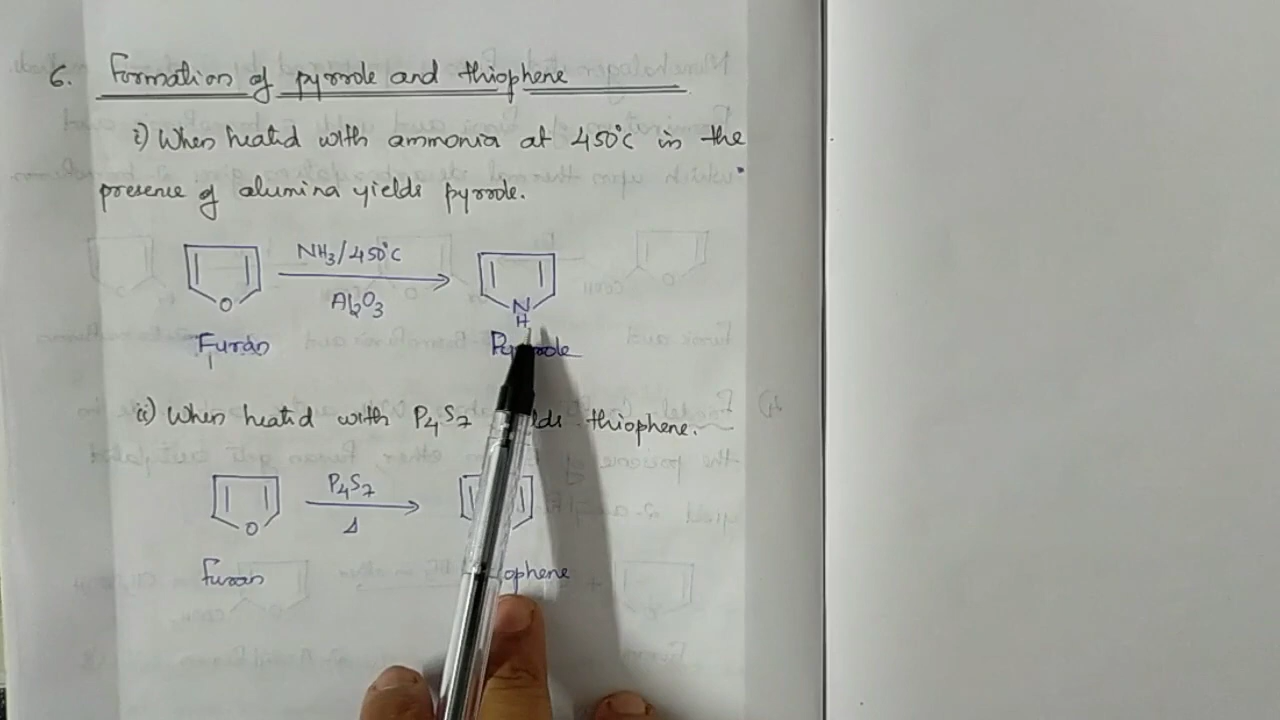 6. Formation of pyrrole and thiophene
i) When heated with ammonia at 450°C in the
presence of alumina yields pyrrole.
NH3/450°C
Al2O3
O
N
H
Furan
ii) When heated with P4S7 thiophene.
P4S7
Δ
O
Furan